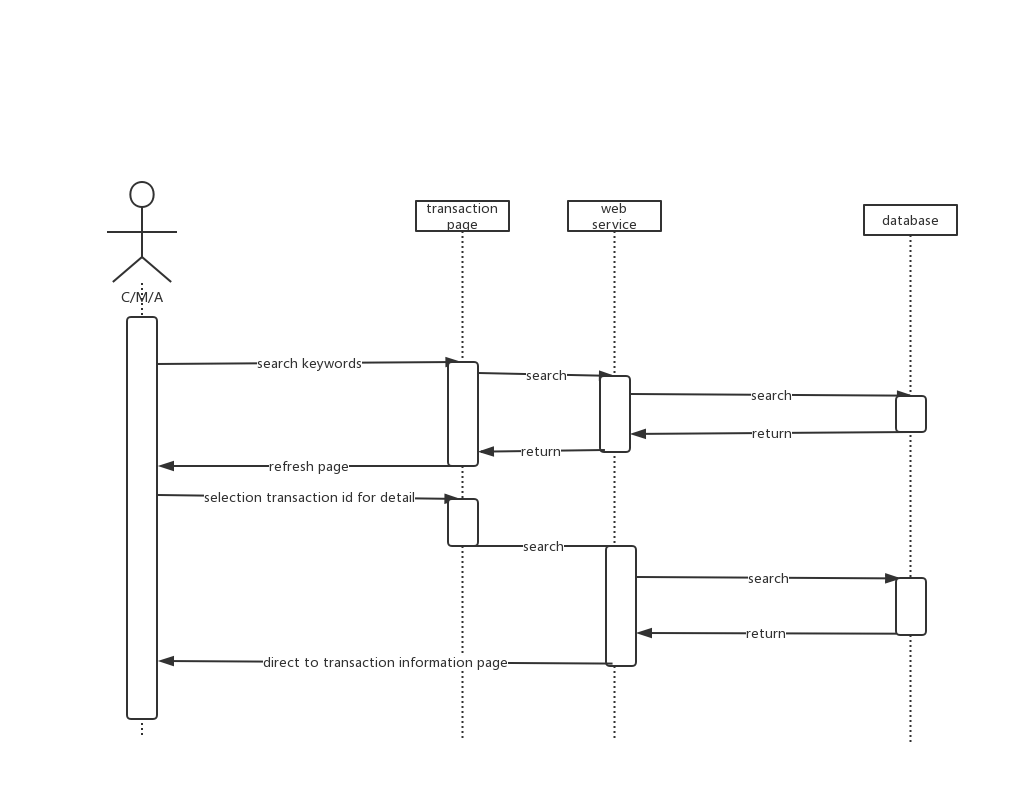 transaction
page
web
service
database
C/M/A
search keywords
search
search
return
return
refresh page
selection transaction id for detail
search
search
return
direct to transaction information page